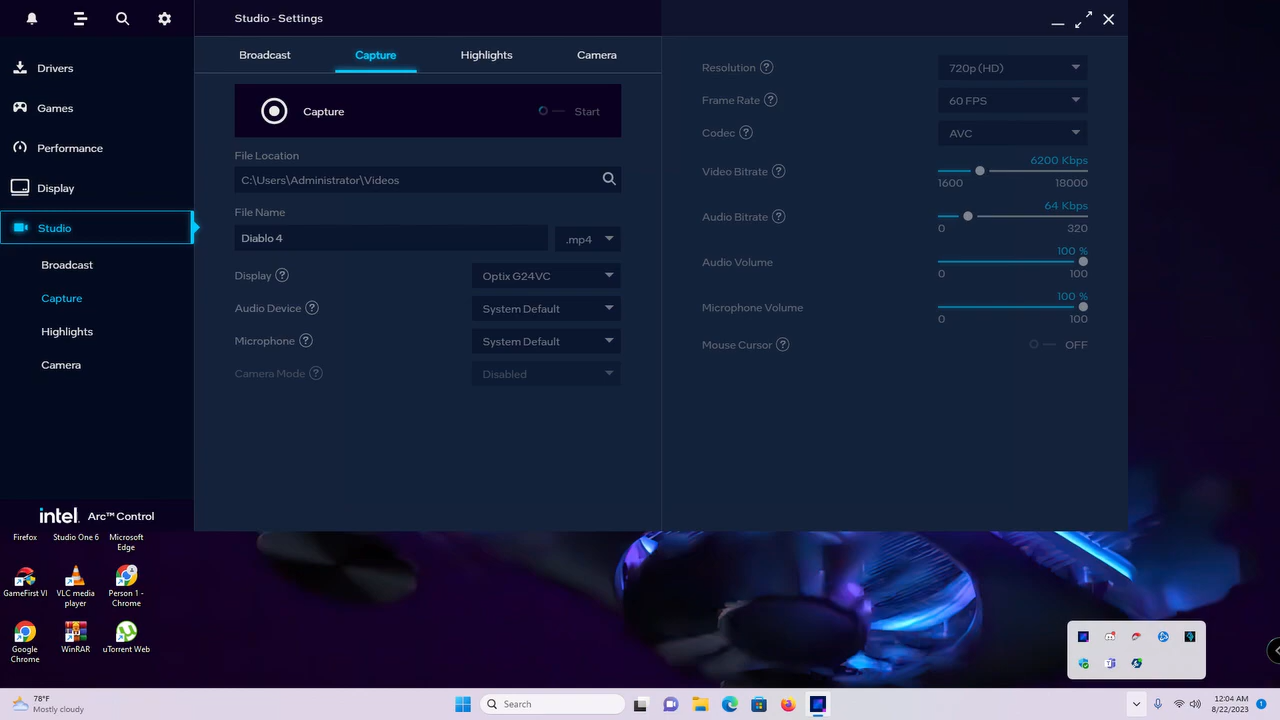 Studio - Settings
Drivers
Games
Performance
Display
Studio
Broadcast
Capture
Highlights
Camera
intel. Arc™ Control
Broadcast
Capture
Highlights
Camera
Capture
Start
File Location
C:\Users\Administrator\Videos
File Name
Diablo 4
.mp4
Display ?
Optix G24VC
Audio Device ?
System Default
Microphone ?
System Default
Camera Mode ?
Disabled
Resolution ?
720p (HD)
Frame Rate ?
60 FPS
Codec ?
AVC
Video Bitrate ?
6200 Kbps
1600
18000
Audio Bitrate ?
64 Kbps
0
320
Audio Volume
100 %
0
100
Microphone Volume
100 %
0
100
Mouse Cursor ?
OFF
Firefox
Studio One 6
Microsoft
Edge
GameFirst VI
VLC media
player
Person 1 -
Chrome
Google
Chrome
WinRAR
uTorrent Web
78°F
Mostly cloudy
Search
12:04 AM
8/22/2023